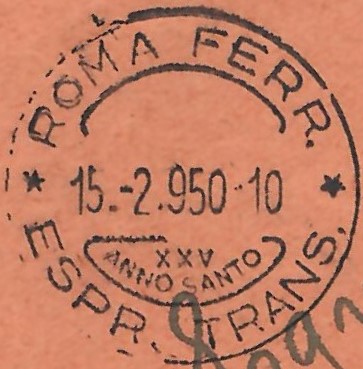 ROMA FERR.
* 15.-2.950-10 *
XXV
ANNO SANTO
ESPR. TRANS.